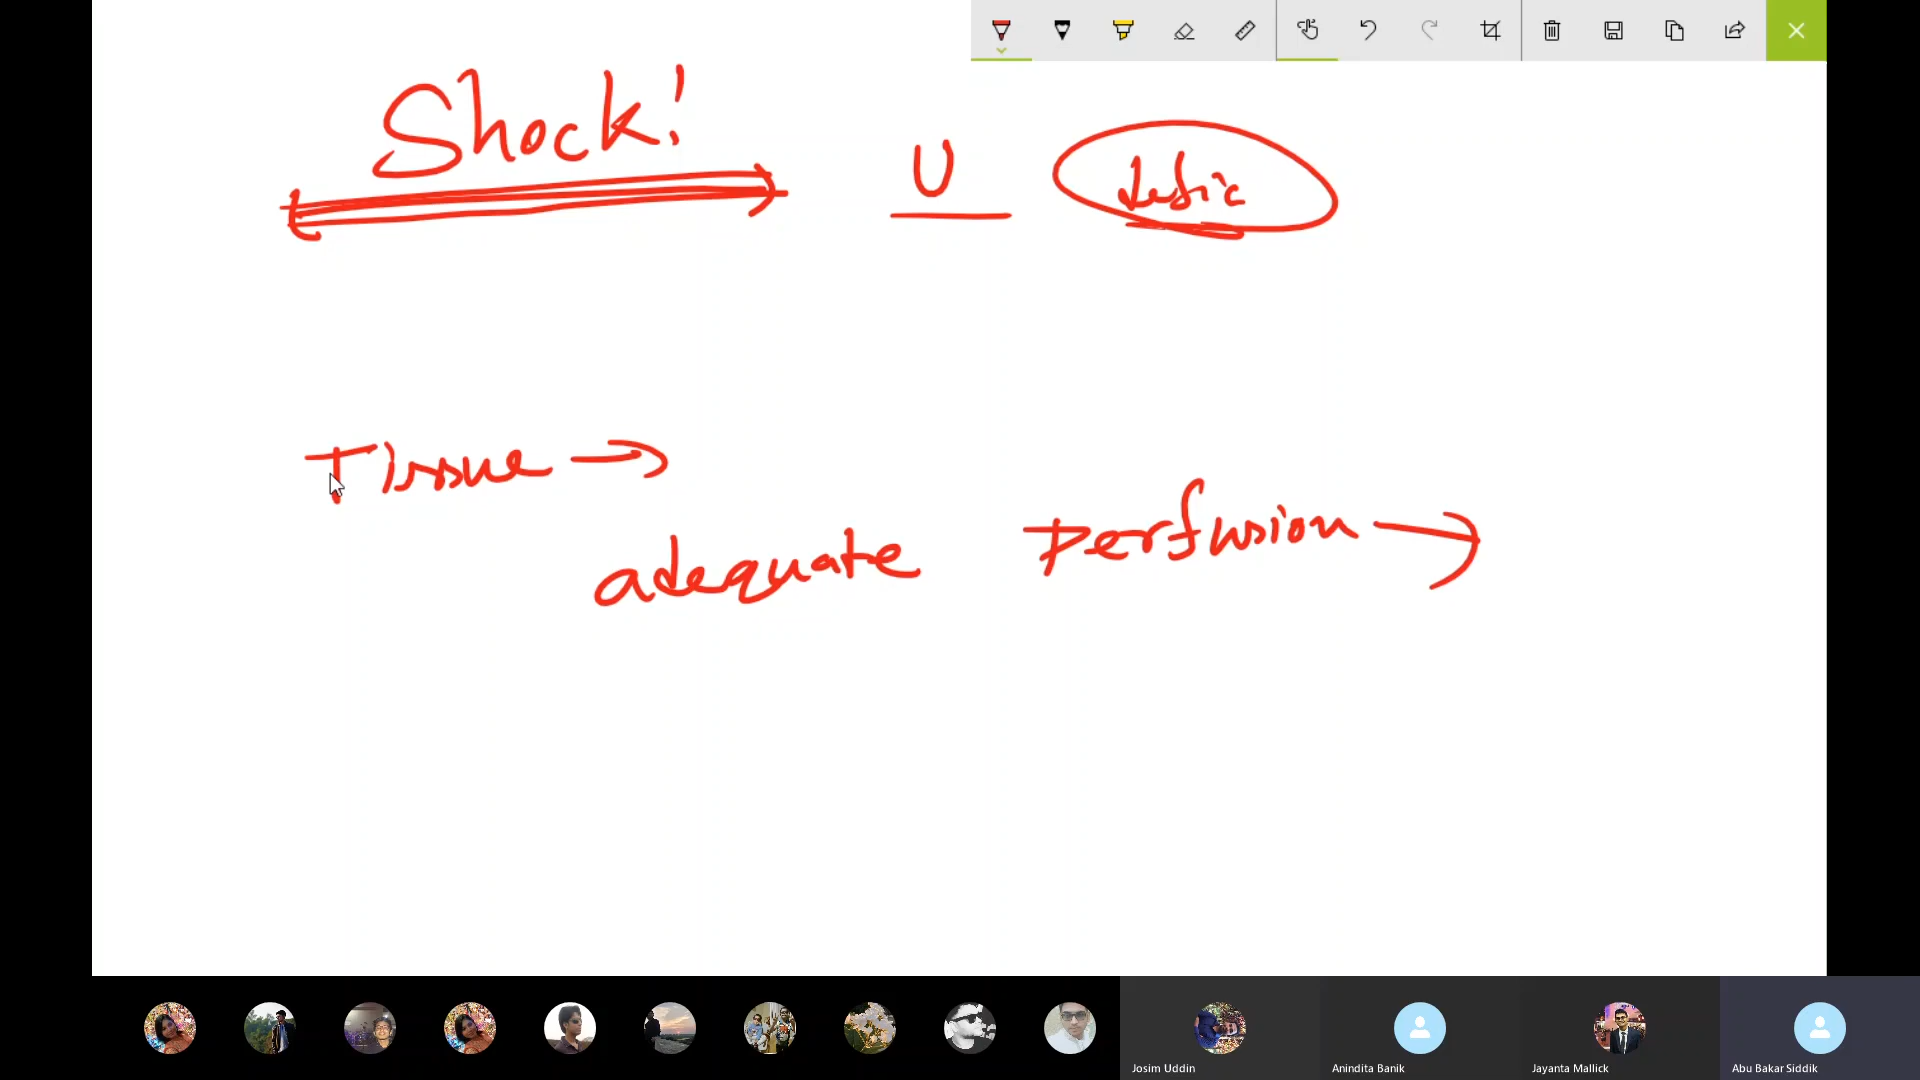 Shock!
U
Tissue →
adequate Perfusion →
Josim Uddin
Anindita Banik
Jayanta Mallick
Abu Bakar Siddik